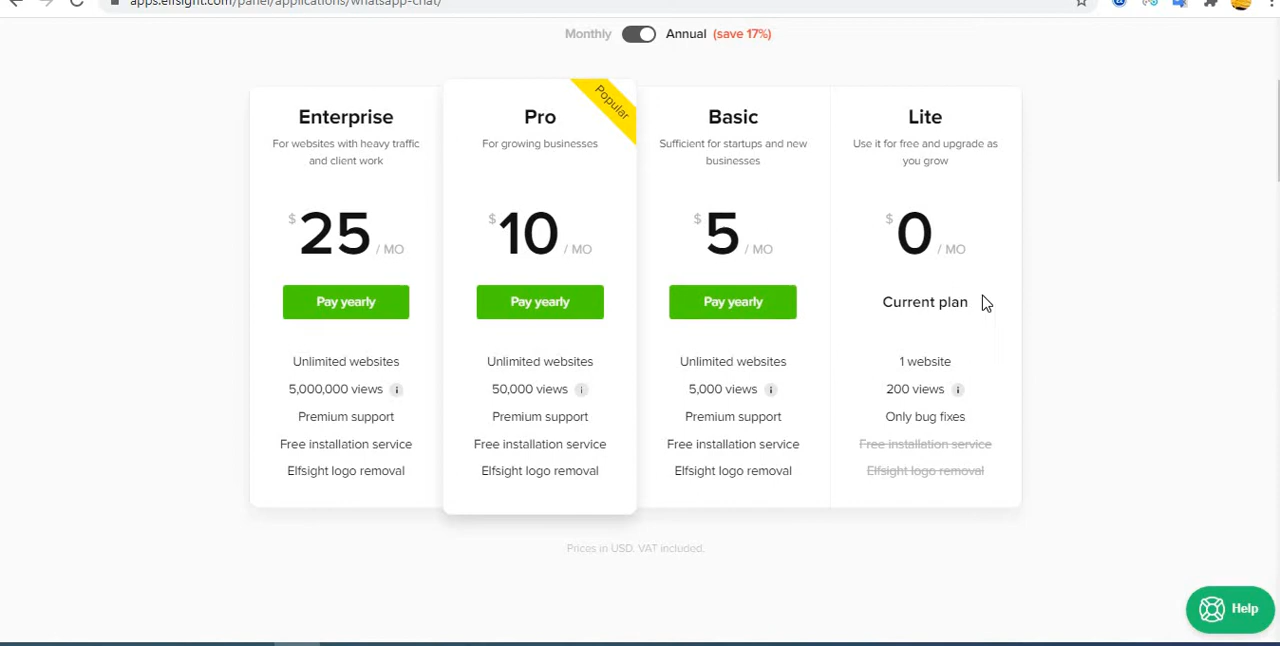 apps.elfsight.com/panel/applications/whatsapp-chat/
Monthly Annual (save 17%)
Enterprise
For websites with heavy traffic
and client work
$ 25 / MO
Pay yearly
Unlimited websites
5,000,000 views i
Premium support
Free installation service
Elfsight logo removal
Popular
Pro
For growing businesses
$ 10 / MO
Pay yearly
Unlimited websites
50,000 views i
Premium support
Free installation service
Elfsight logo removal
Basic
Sufficient for startups and new
businesses
$ 5 / MO
Pay yearly
Unlimited websites
5,000 views i
Premium support
Free installation service
Elfsight logo removal
Lite
Use it for free and upgrade as
you grow
$ 0 / MO
Current plan
1 website
200 views i
Only bug fixes
Free installation service
Elfsight logo removal
Prices in USD. VAT included.
Help